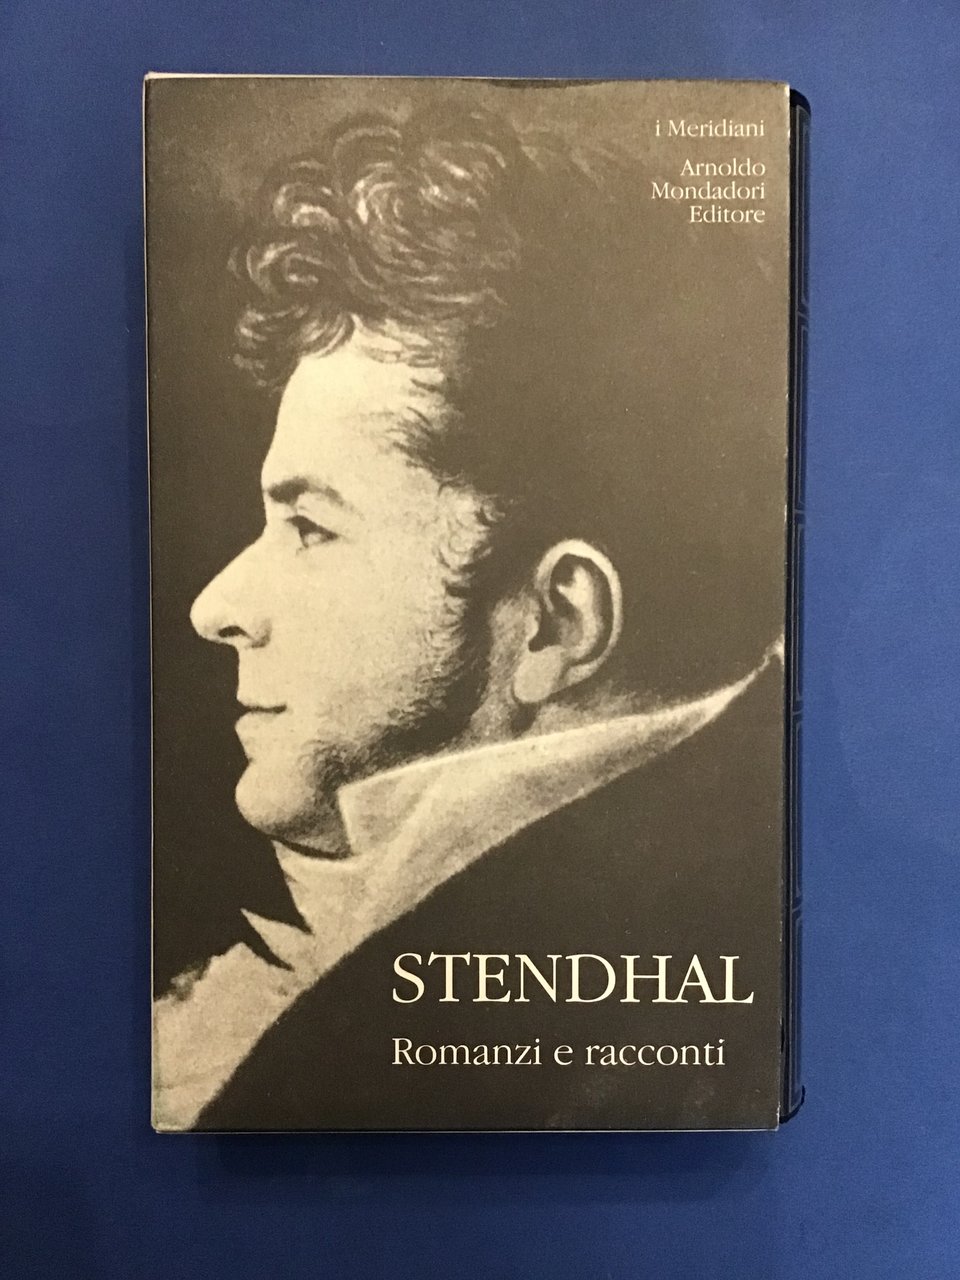 i Meridiani
Arnoldo
Mondadori
Editore
STENDHAL
Romanzi e racconti